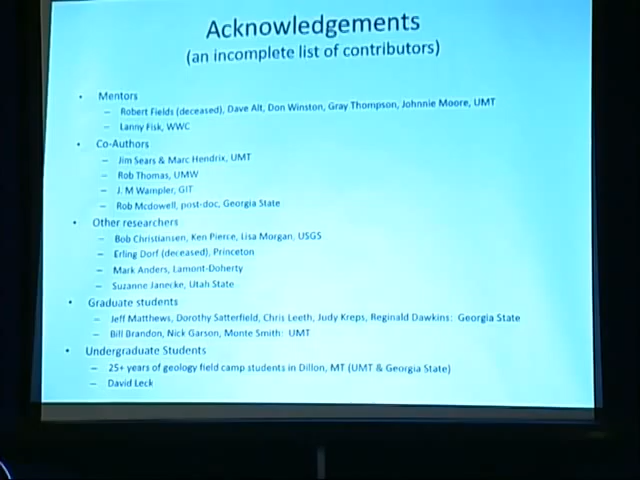 Acknowledgements
(an incomplete list of contributors)
• Mentors
– Robert Fields (deceased), Dave Alt, Don Winston, Gray Thompson, Johnnie Moore, UMT
– Lanny Fisk, WWC
• Co-Authors
– Jim Sears & Marc Hendrix, UMT
– Rob Thomas, UMW
– J. M Wampler, GIT
– Rob Mcdowell, post-doc, Georgia State
• Other researchers
– Bob Christiansen, Ken Pierce, Lisa Morgan, USGS
– Erling Dorf (deceased), Princeton
– Mark Anders, Lamont-Doherty
– Suzanne Janecke, Utah State
• Graduate students
– Jeff Matthews, Dorothy Satterfield, Chris Leeth, Judy Kreps, Reginald Dawkins: Georgia State
– Bill Brandon, Nick Garson, Monte Smith: UMT
• Undergraduate Students
– 25+ years of geology field camp students in Dillon, MT (UMT & Georgia State)
– David Leck